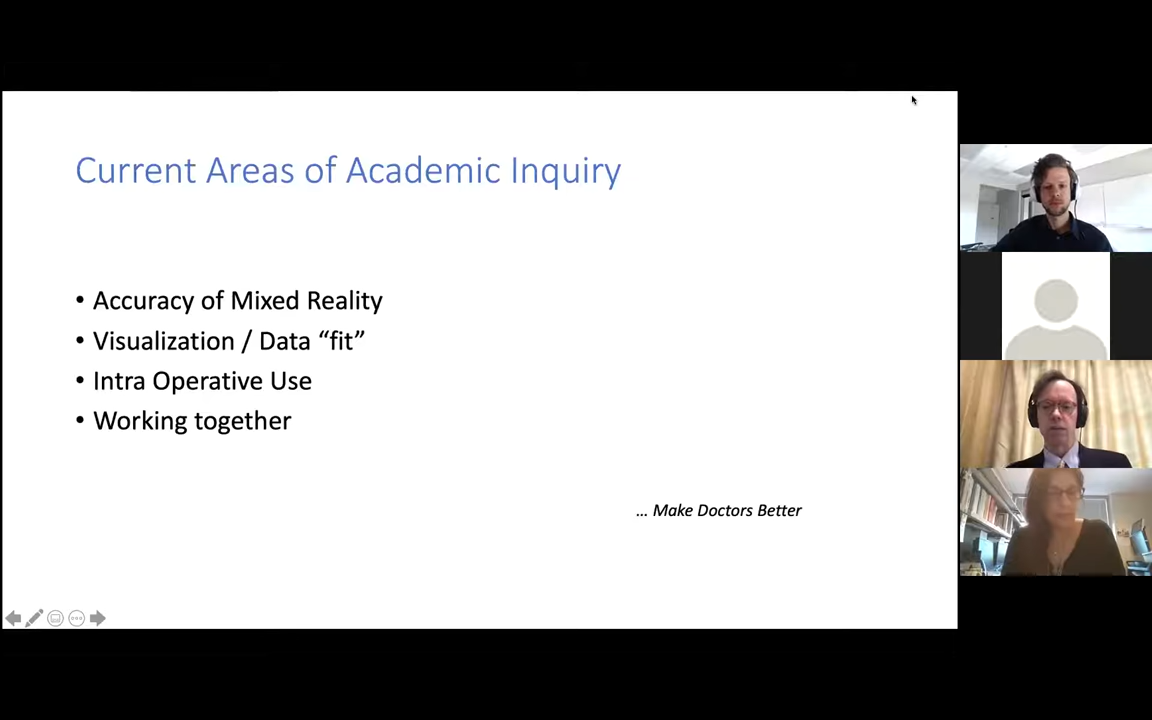 Current Areas of Academic Inquiry
• Accuracy of Mixed Reality
• Visualization / Data “fit”
• Intra Operative Use
• Working together
... Make Doctors Better